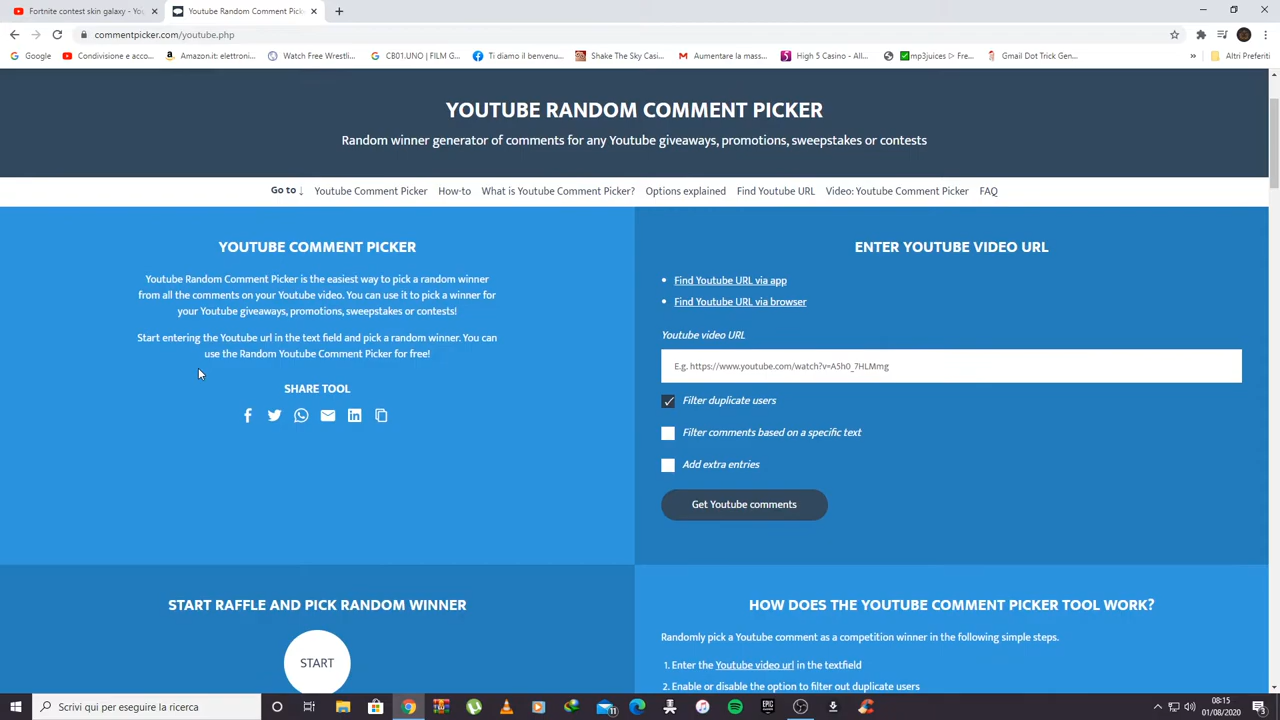 Fortnite contest skin galaxy - Yo
Youtube Random Comment Picke
commentpicker.com/youtube.php
Google
Condivisione e acco...
Amazon.it: elettroni...
Watch Free Wrestli...
CB01.UNO | FILM G...
Ti diamo il benvenu...
Shake The Sky Casi...
Aumentare la mass...
High 5 Casino - All...
mp3juices ▷ Fre...
Gmail Dot Trick Gen...
»
Altri Preferiti
YOUTUBE RANDOM COMMENT PICKER
Random winner generator of comments for any Youtube giveaways, promotions, sweepstakes or contests
Go to ↓
Youtube Comment Picker
How-to
What is Youtube Comment Picker?
Options explained
Find Youtube URL
Video: Youtube Comment Picker
FAQ
YOUTUBE COMMENT PICKER
Youtube Random Comment Picker is the easiest way to pick a random winner
from all the comments on your Youtube video. You can use it to pick a winner for
your Youtube giveaways, promotions, sweepstakes or contests!
Start entering the Youtube url in the text field and pick a random winner. You can
use the Random Youtube Comment Picker for free!
SHARE TOOL
ENTER YOUTUBE VIDEO URL
Find Youtube URL via app
Find Youtube URL via browser
Youtube video URL
E.g. https://www.youtube.com/watch?v=A5h0_7HLMmg
Filter duplicate users
Filter comments based on a specific text
Add extra entries
Get Youtube comments
START RAFFLE AND PICK RANDOM WINNER
START
HOW DOES THE YOUTUBE COMMENT PICKER TOOL WORK?
Randomly pick a Youtube comment as a competition winner in the following simple steps.
1. Enter the Youtube video url in the textfield
2. Enable or disable the option to filter out duplicate users
Scrivi qui per eseguire la ricerca
11
EPIC
08:15
01/08/2020
3